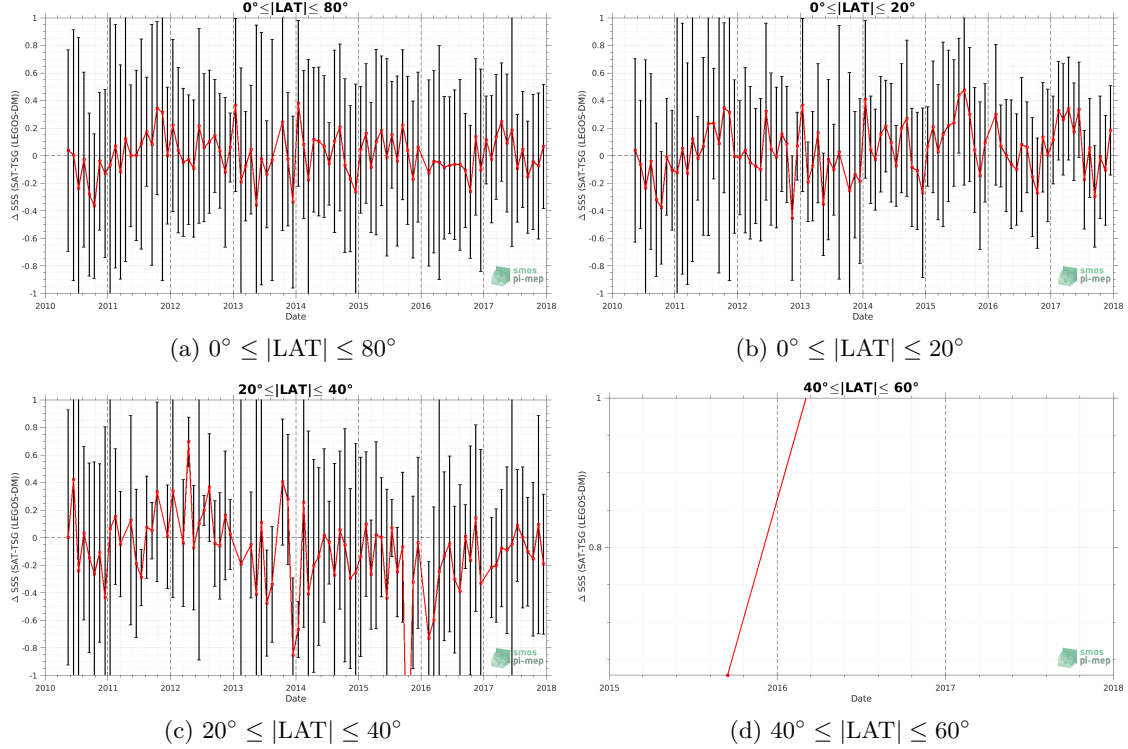 0°≤|LAT|≤ 80°
1
0.8
0.6
0.4
0.2
0
-0.2
-0.4
-0.6
-0.8
-1
Δ SSS (SAT-TSG (LEGOS-DM))
2010 2011 2012 2013 2014 2015 2016 2017 2018
Date
smos
pi-mep
(a) 0° ≤ |LAT| ≤ 80°
0°≤|LAT|≤ 20°
1
0.8
0.6
0.4
0.2
0
-0.2
-0.4
-0.6
-0.8
-1
Δ SSS (SAT-TSG (LEGOS-DM))
2010 2011 2012 2013 2014 2015 2016 2017 2018
Date
smos
pi-mep
(b) 0° ≤ |LAT| ≤ 20°
20°≤|LAT|≤ 40°
1
0.8
0.6
0.4
0.2
0
-0.2
-0.4
-0.6
-0.8
-1
Δ SSS (SAT-TSG (LEGOS-DM))
2010 2011 2012 2013 2014 2015 2016 2017 2018
Date
smos
pi-mep
(c) 20° ≤ |LAT| ≤ 40°
40°≤|LAT|≤ 60°
1
0.8
Δ SSS (SAT-TSG (LEGOS-DM))
2015 2016 2017 2018
Date
smos
pi-mep
(d) 40° ≤ |LAT| ≤ 60°